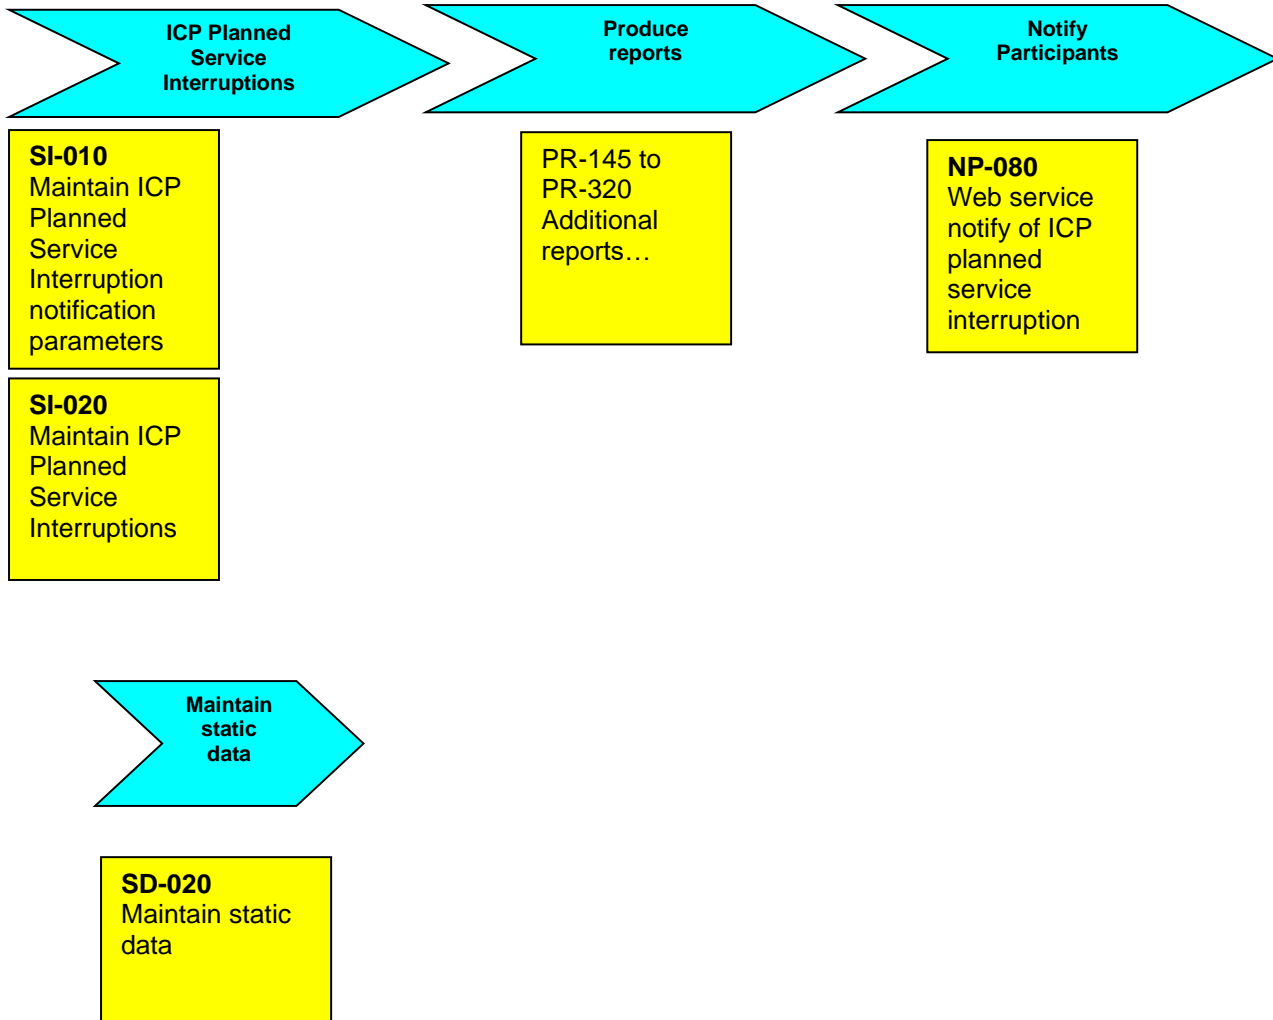 ICP Planned
Service
Interruptions
Produce
reports
Notify
Participants
SI-010
Maintain ICP
Planned
Service
Interruption
notification
parameters
PR-145 to
PR-320
Additional
reports…
NP-080
Web service
notify of ICP
planned
service
interruption
SI-020
Maintain ICP
Planned
Service
Interruptions
Maintain
static
data
SD-020
Maintain static
data